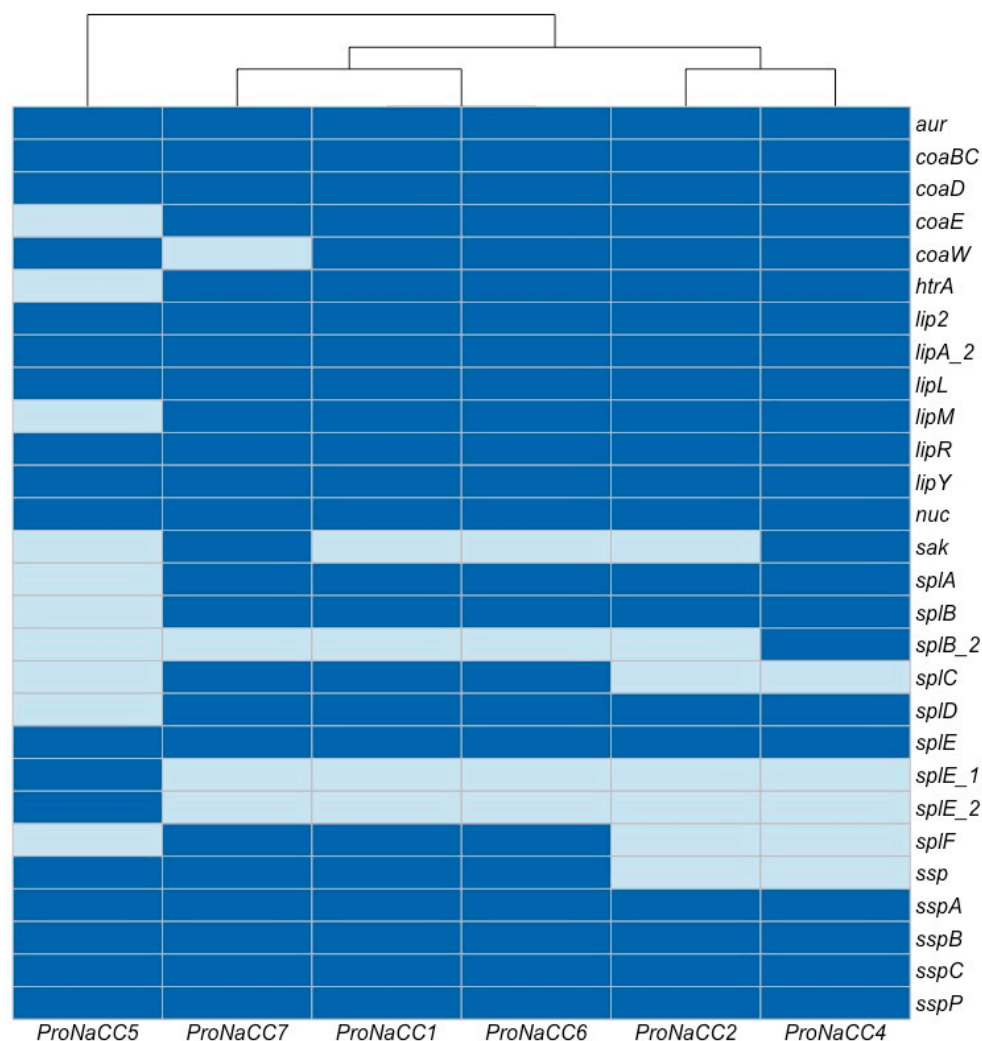 aur
coaBC
coaD
coaE
coaW
htrA
lip2
lipA_2
lipL
lipM
lipR
lipY
nuc
sak
splA
splB
splB_2
splC
splD
splE
splE_1
splE_2
splF
ssp
sspA
sspB
sspC
sspP
ProNaCC5 ProNaCC7 ProNaCC1 ProNaCC6 ProNaCC2 ProNaCC4